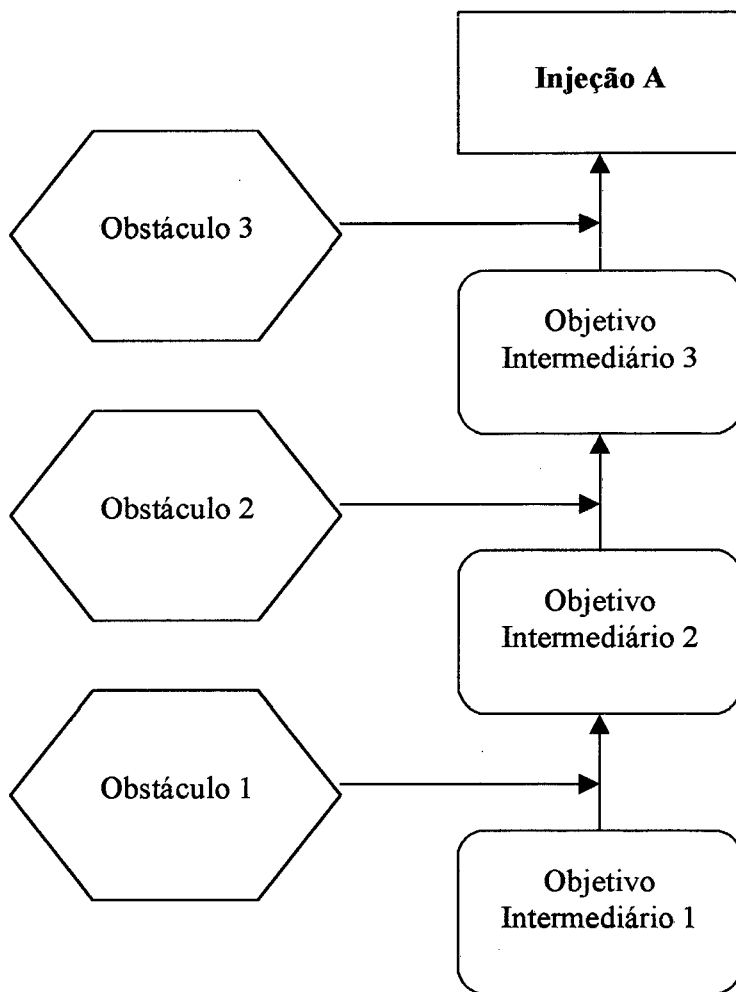 Injeção A
Obstáculo 3
Objetivo
Intermediário 3
Obstáculo 2
Objetivo
Intermediário 2
Obstáculo 1
Objetivo
Intermediário 1